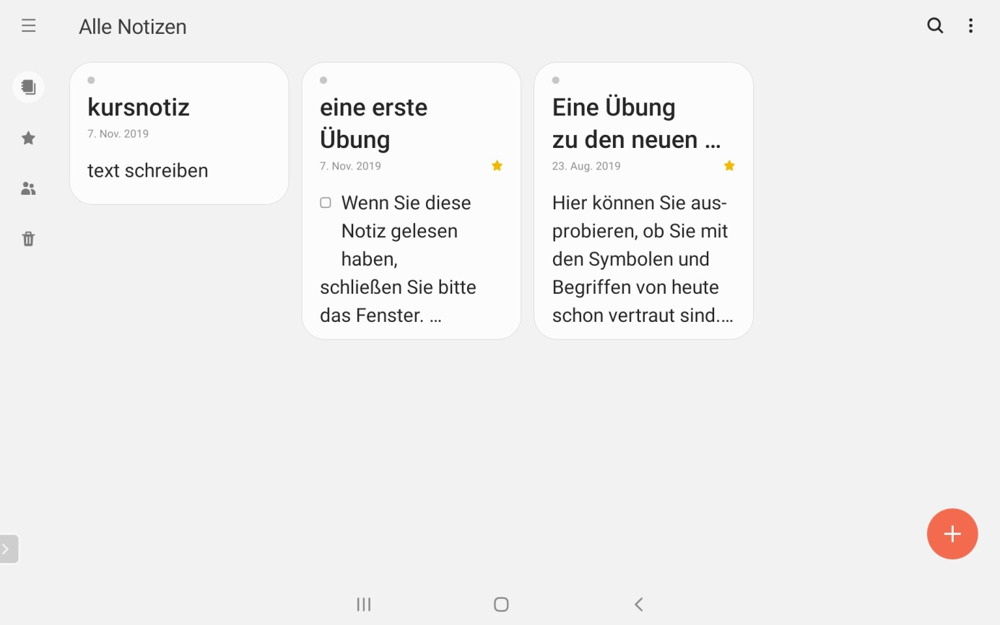 Alle Notizen
kursnotiz
7. Nov. 2019
text schreiben
eine erste
Übung
7. Nov. 2019
Wenn Sie diese
Notiz gelesen
haben,
schließen Sie bitte
das Fenster. ...
Eine Übung
zu den neuen ...
23. Aug. 2019
Hier können Sie aus-
probieren, ob Sie mit
den Symbolen und
Begriffen von heute
schon vertraut sind....